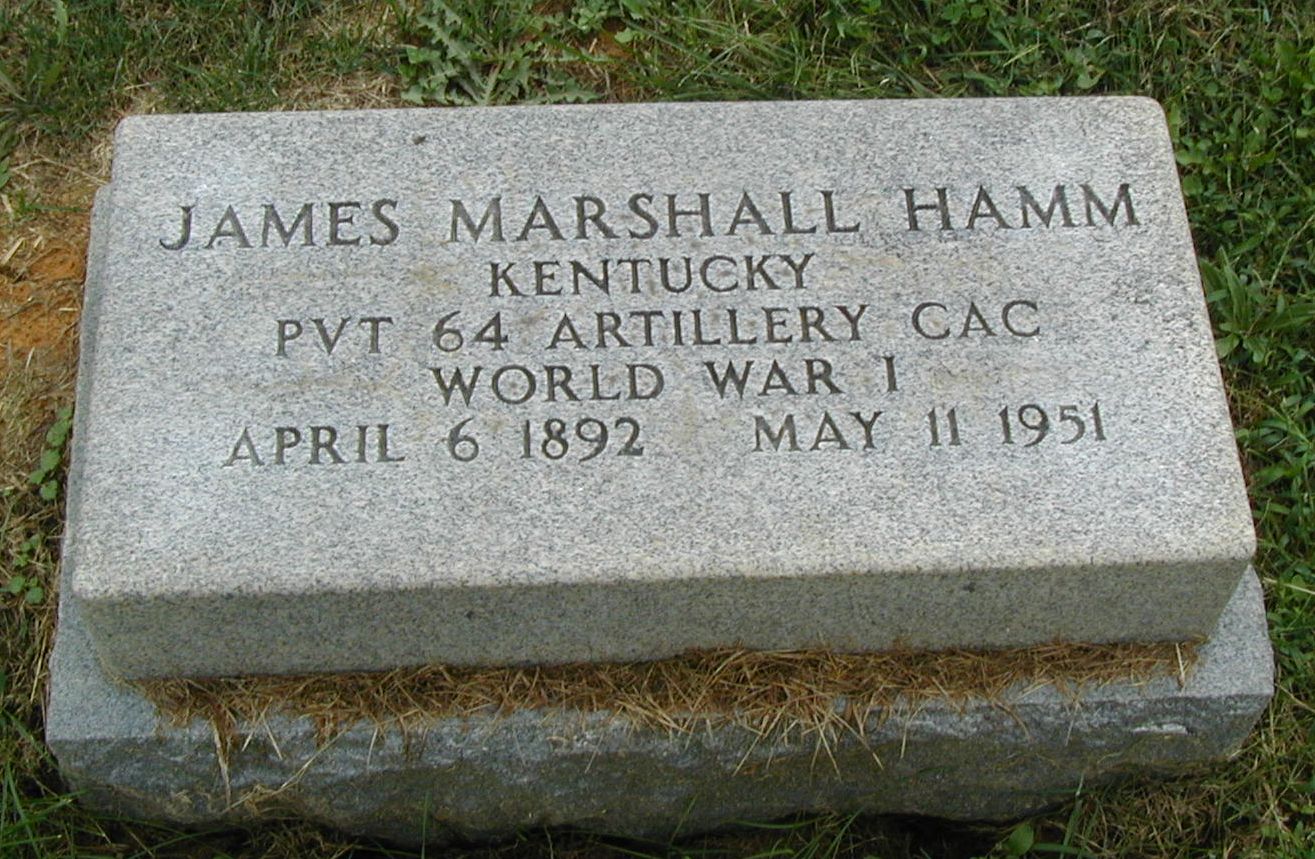 JAMES MARSHALL HAMM
KENTUCKY
PVT 64 ARTILLERY CAC
WORLD WAR I
APRIL 6 1892 MAY 11 1951